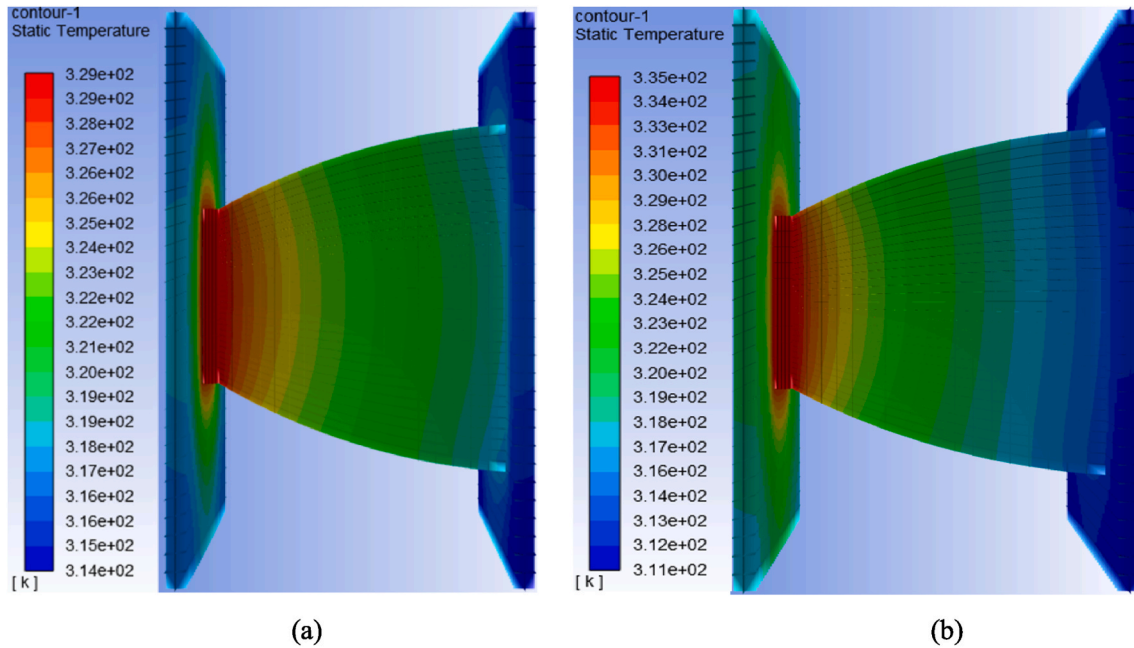 contour-1
Static Temperature
3.29e+02
3.29e+02
3.28e+02
3.27e+02
3.26e+02
3.26e+02
3.25e+02
3.24e+02
3.23e+02
3.22e+02
3.22e+02
3.21e+02
3.20e+02
3.19e+02
3.18e+02
3.17e+02
3.16e+02
3.16e+02
3.15e+02
3.14e+02
[ k ]
(a)
contour-1
Static Temperature
3.35e+02
3.34e+02
3.33e+02
3.31e+02
3.30e+02
3.29e+02
3.28e+02
3.26e+02
3.25e+02
3.24e+02
3.23e+02
3.22e+02
3.20e+02
3.19e+02
3.18e+02
3.17e+02
3.15e+02
3.14e+02
3.13e+02
3.12e+02
3.11e+02
[ k ]
(b)